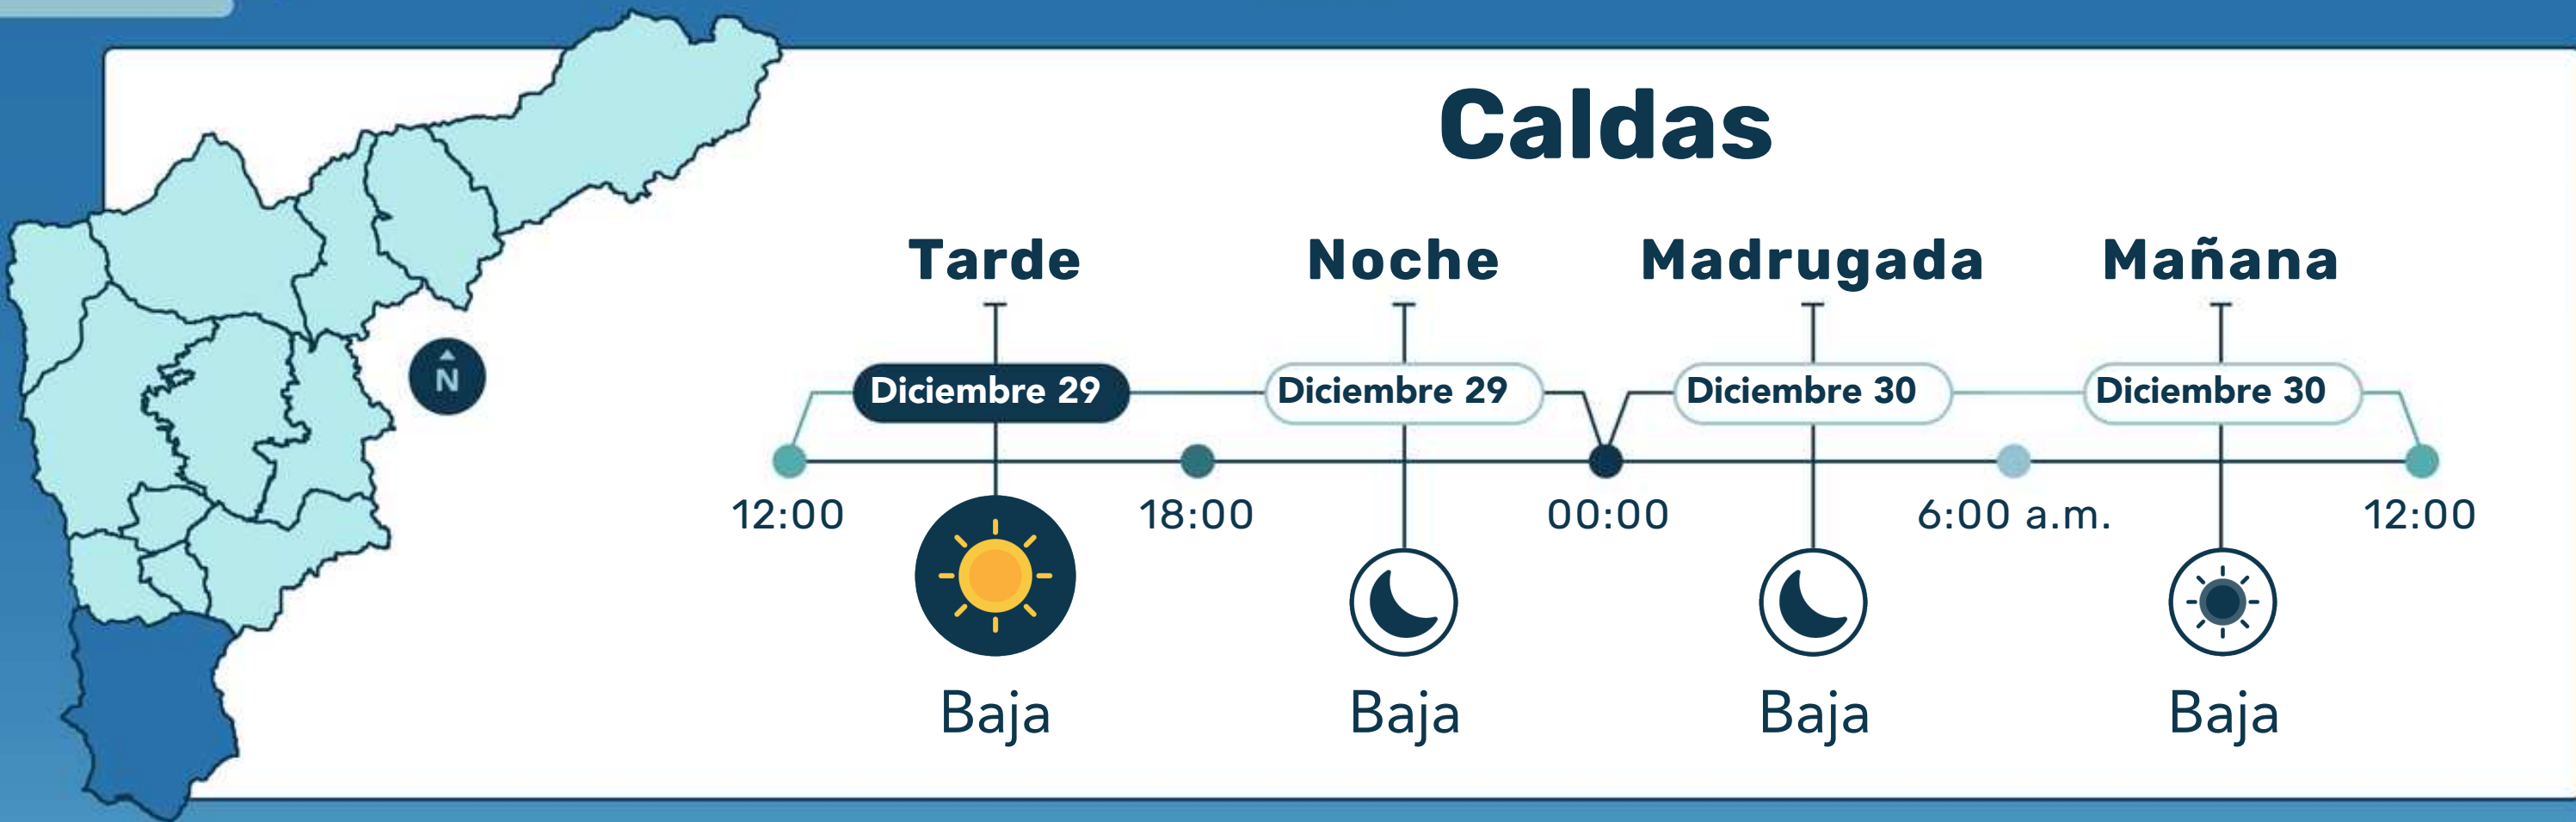 Caldas
Tarde Noche Madrugada Mañana
Diciembre 29 Diciembre 29 Diciembre 30 Diciembre 30
N
12:00 18:00 00:00 6:00 a.m. 12:00
Baja Baja Baja Baja